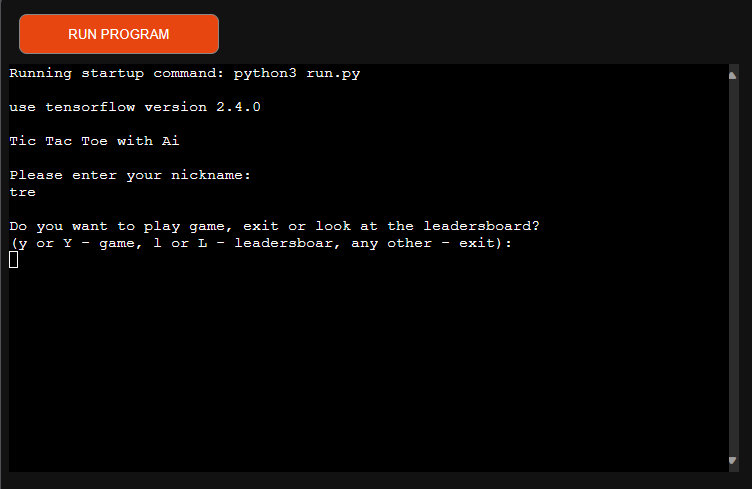 RUN PROGRAM
Running startup command: python3 run.py
use tensorflow version 2.4.0
Tic Tac Toe with Ai
Please enter your nickname:
tre
Do you want to play game, exit or look at the leadersboard?
(y or Y - game, l or L - leadersboar, any other - exit):